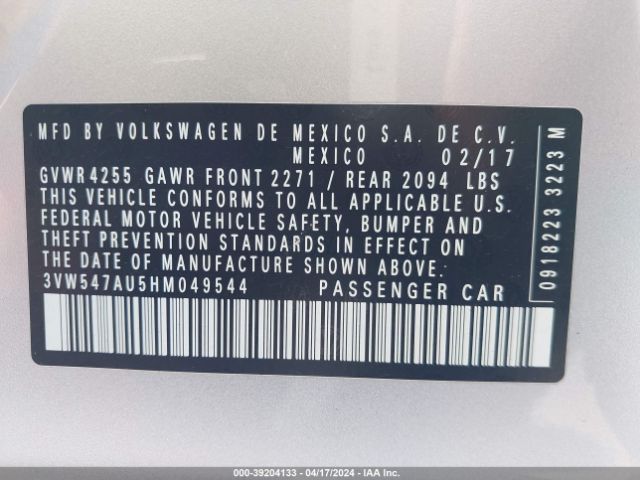 MFD BY VOLKSWAGEN DE MEXICO S.A. DE C.V.
MEXICO 02/17
GVWR 4255 GAWR FRONT 2271 / REAR 2094 LBS
THIS VEHICLE CONFORMS TO ALL APPLICABLE U.S.
FEDERAL MOTOR VEHICLE SAFETY, BUMPER AND
THEFT PREVENTION STANDARDS IN EFFECT ON
THE DATE OF MANUFACTURE SHOWN ABOVE.
3VW547AU5HM049544 PASSENGER CAR
0918223 3223 M
000-39204133 - 04/17/2024 - IAA Inc.